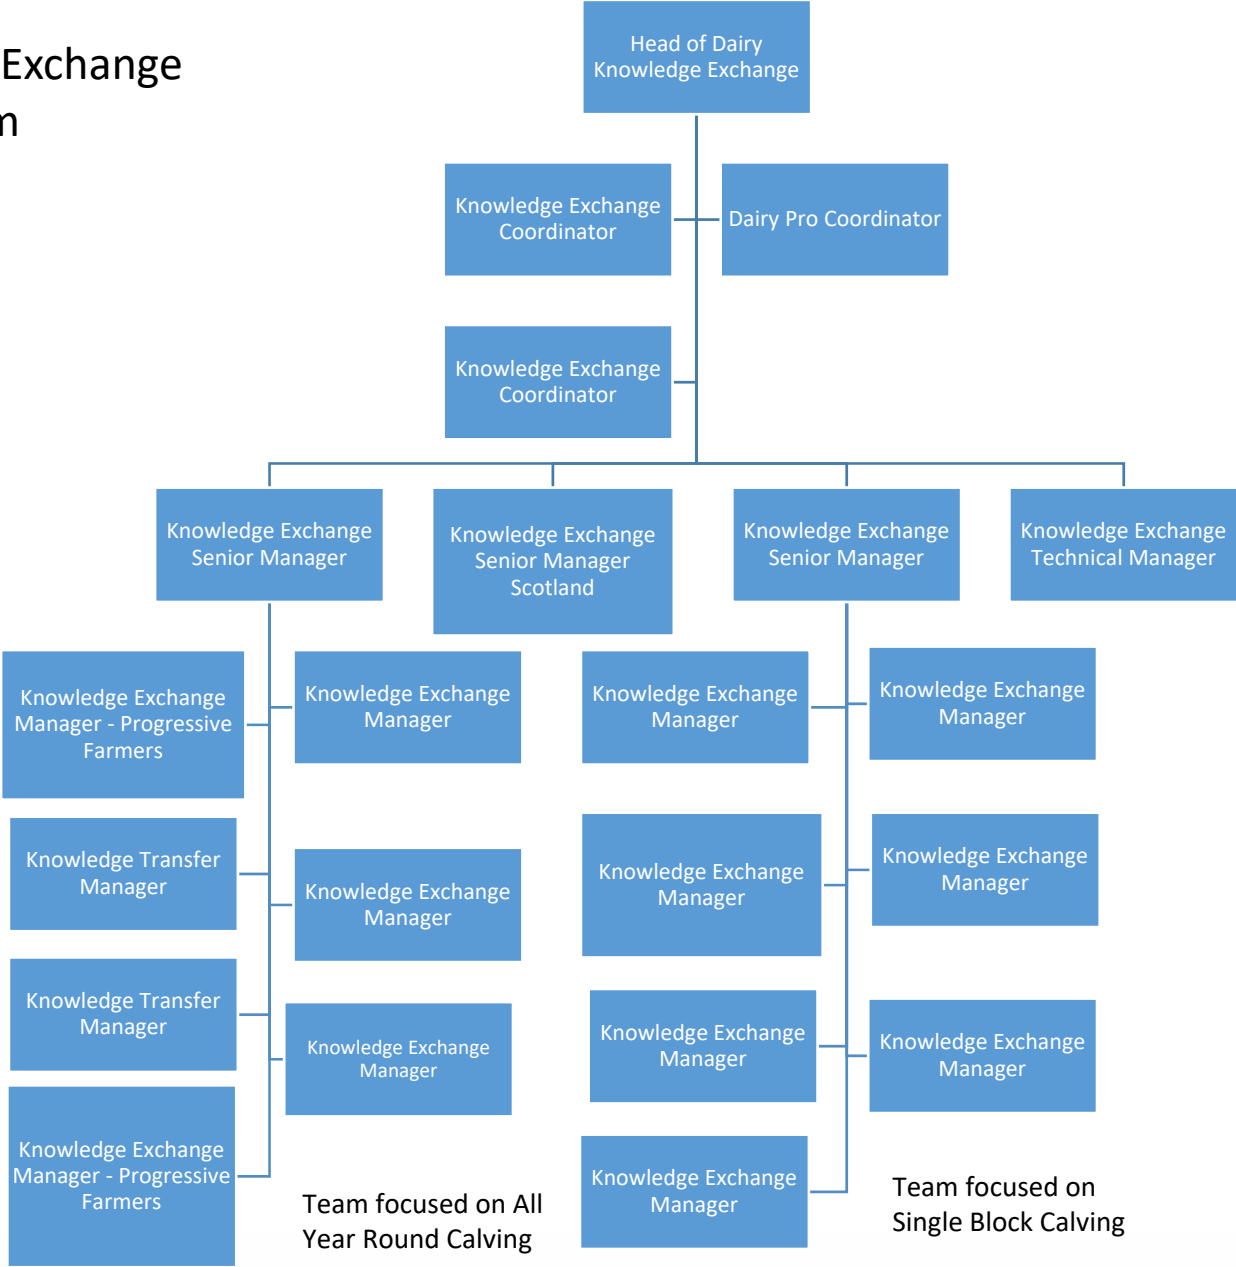 Exchange
Head of Dairy
Knowledge Exchange
Knowledge Exchange
Coordinator
Dairy Pro Coordinator
Knowledge Exchange
Coordinator
Knowledge Exchange
Senior Manager
Knowledge Exchange
Senior Manager
Scotland
Knowledge Exchange
Senior Manager
Knowledge Exchange
Technical Manager
Knowledge Exchange
Manager - Progressive
Farmers
Knowledge Exchange
Manager
Knowledge Exchange
Manager
Knowledge Exchange
Manager
Knowledge Transfer
Manager
Knowledge Exchange
Manager
Knowledge Exchange
Manager
Knowledge Exchange
Manager
Knowledge Transfer
Manager
Knowledge Exchange
Manager
Knowledge Exchange
Manager
Knowledge Exchange
Manager
Knowledge Exchange
Manager - Progressive
Farmers
Knowledge Exchange
Manager
Team focused on All
Year Round Calving
Team focused on
Single Block Calving